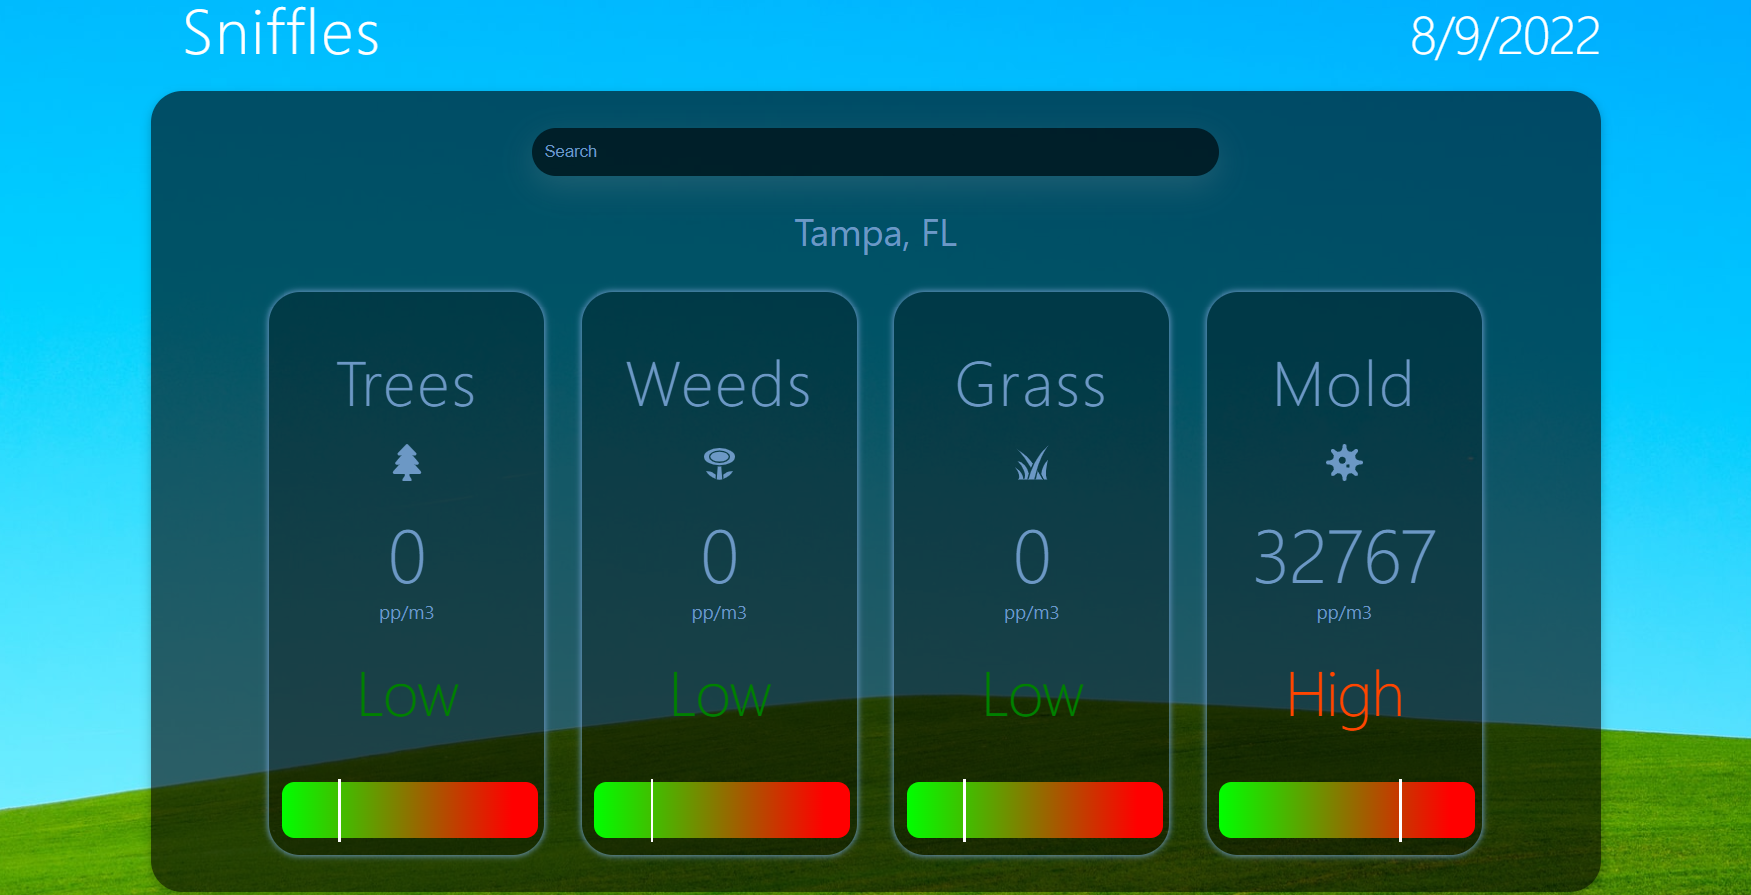 Sniffles
8/9/2022
Search
Tampa, FL
Trees
0
pp/m3
Low
Weeds
0
pp/m3
Low
Grass
0
pp/m3
Low
Mold
32767
pp/m3
High